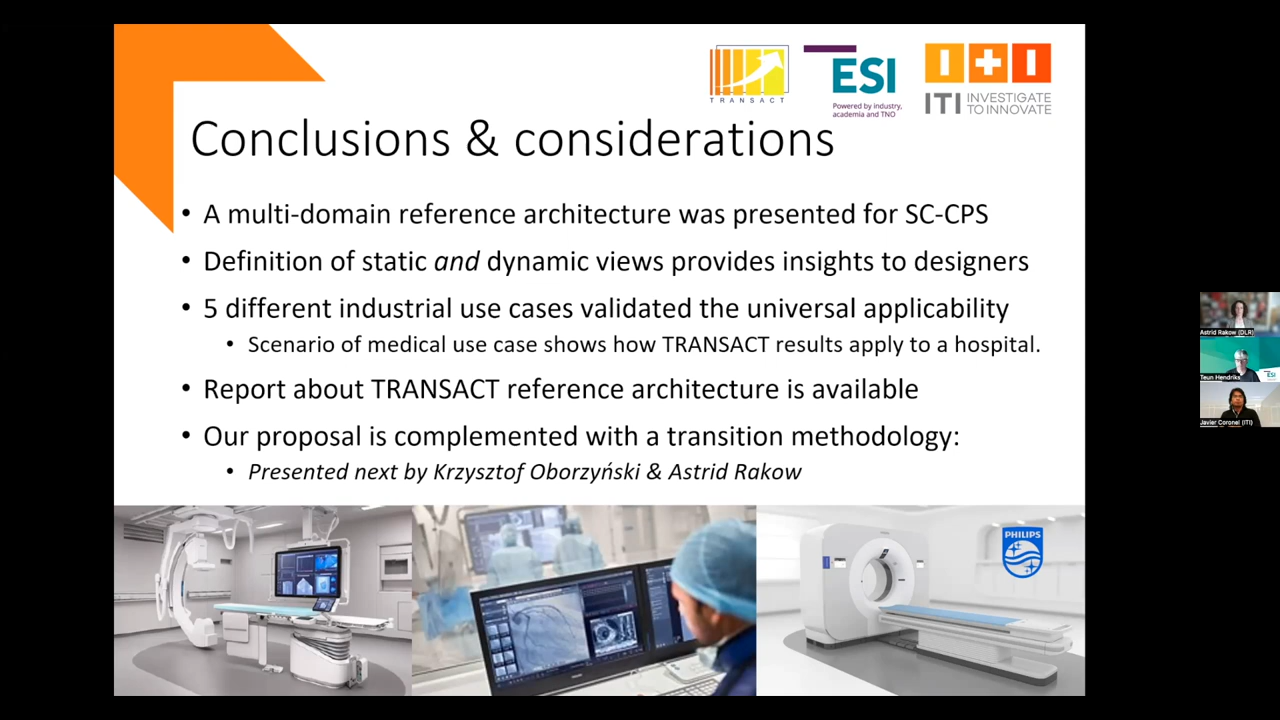 TRANSACT
ESI
Powered by industry,
academia and TNO
ITI INVESTIGATE
TO INNOVATE
Conclusions & considerations
• A multi-domain reference architecture was presented for SC-CPS
• Definition of static and dynamic views provides insights to designers
• 5 different industrial use cases validated the universal applicability
• Scenario of medical use case shows how TRANSACT results apply to a hospital.
• Report about TRANSACT reference architecture is available
• Our proposal is complemented with a transition methodology:
• Presented next by Krzysztof Oborzyński & Astrid Rakow
PHILIPS
Astrid Rakow (DLR)
Teun Hendriks
ESI
Javier Coronel (ITI)